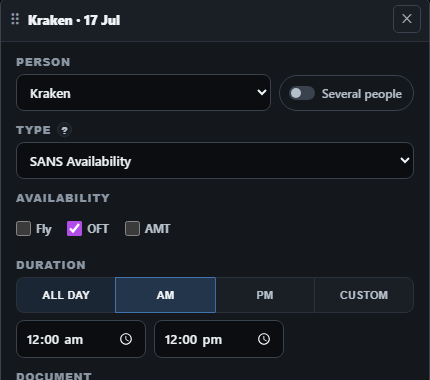 Kraken · 17 Jul
PERSON
Kraken
Several people
TYPE ?
SANS Availability
AVAILABILITY
Fly OFT AMT
DURATION
ALL DAY AM PM CUSTOM
12:00 am 12:00 pm
DOCUMENT